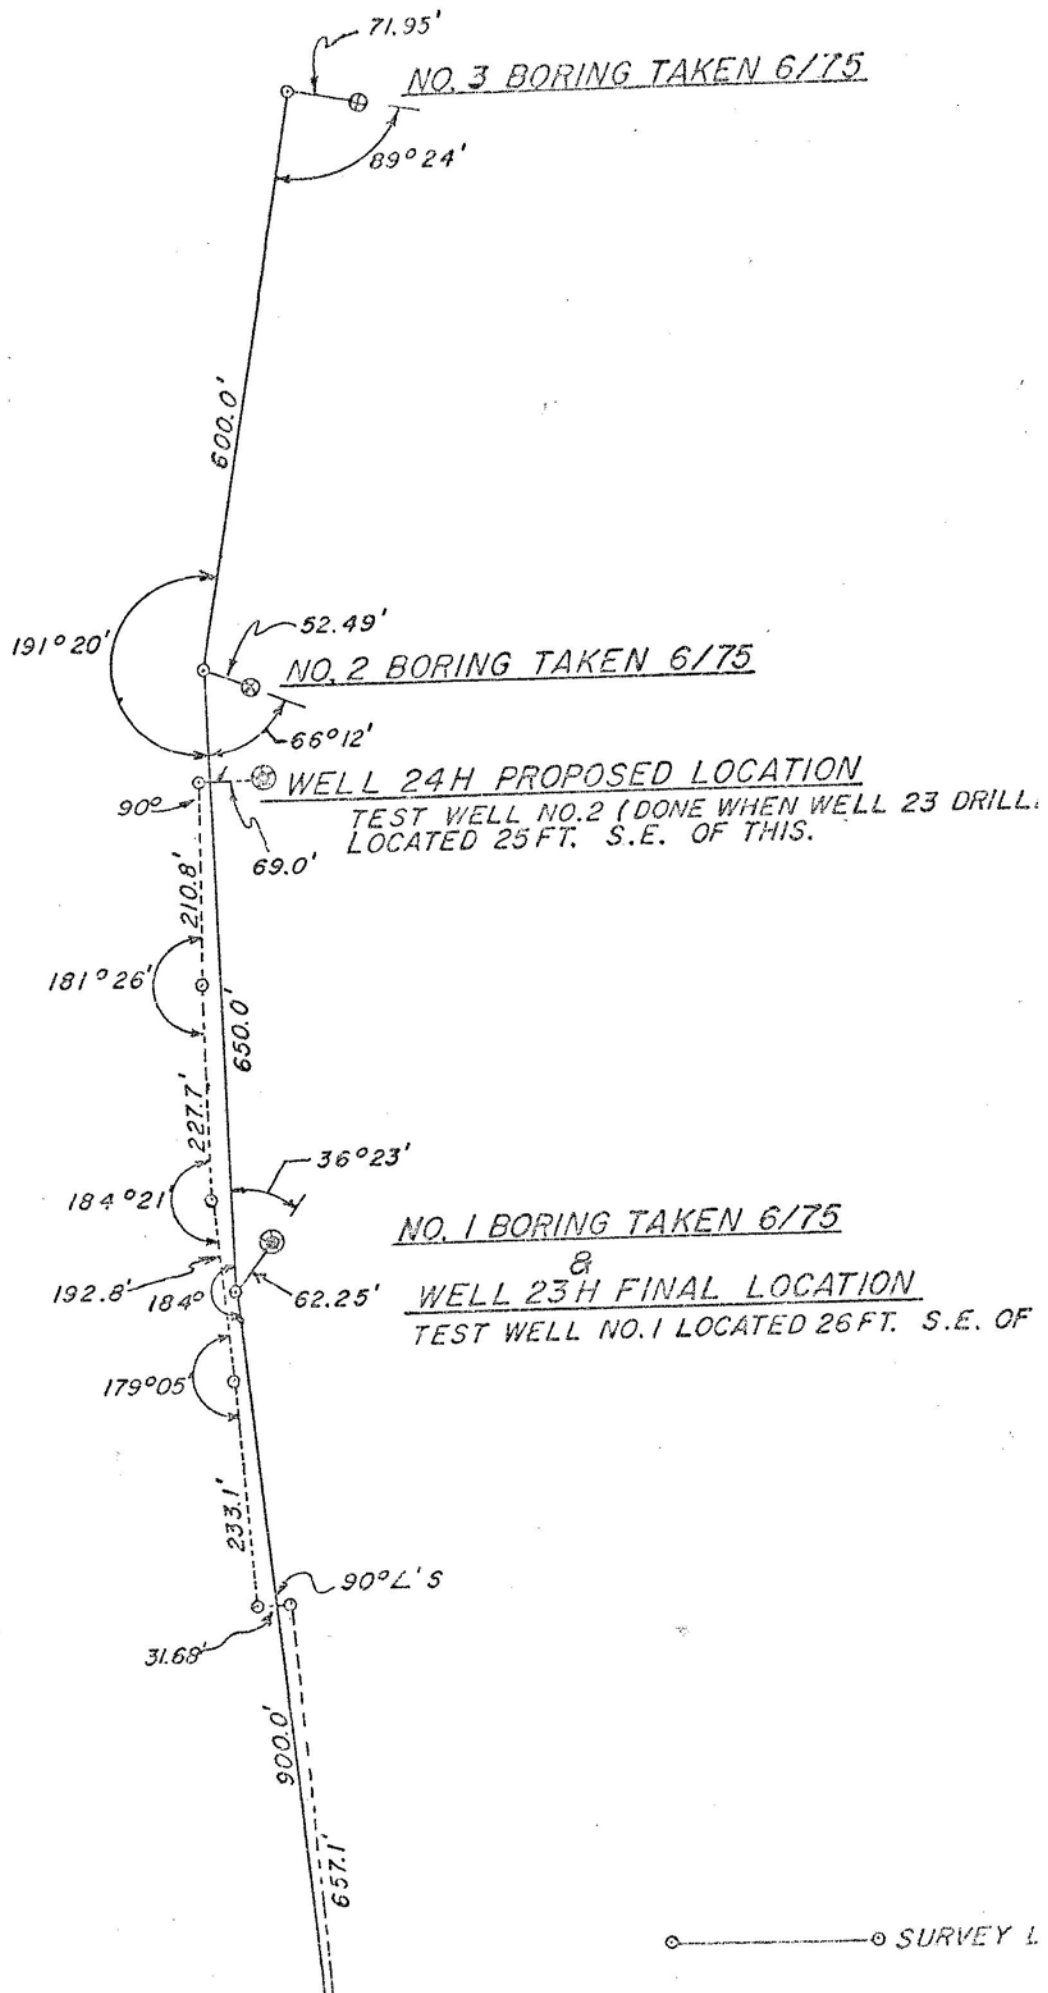 71.95'
NO. 3 BORING TAKEN 6/75
89°24'
600.0'
191°20'
52.49'
NO. 2 BORING TAKEN 6/75
66°12'
WELL 24H PROPOSED LOCATION
90°
TEST WELL NO.2 (DONE WHEN WELL 23 DRILL
LOCATED 25 FT. S.E. OF THIS.
69.0'
210.8'
181°26'
650.0'
227.7'
36°23'
184°21'
NO. 1 BORING TAKEN 6/75
&
192.8'
184°
62.25'
WELL 23H FINAL LOCATION
TEST WELL NO.1 LOCATED 26 FT. S.E. OF
179°05'
233.1'
90°∠'S
31.68'
900.0'
657.1'
SURVEY L